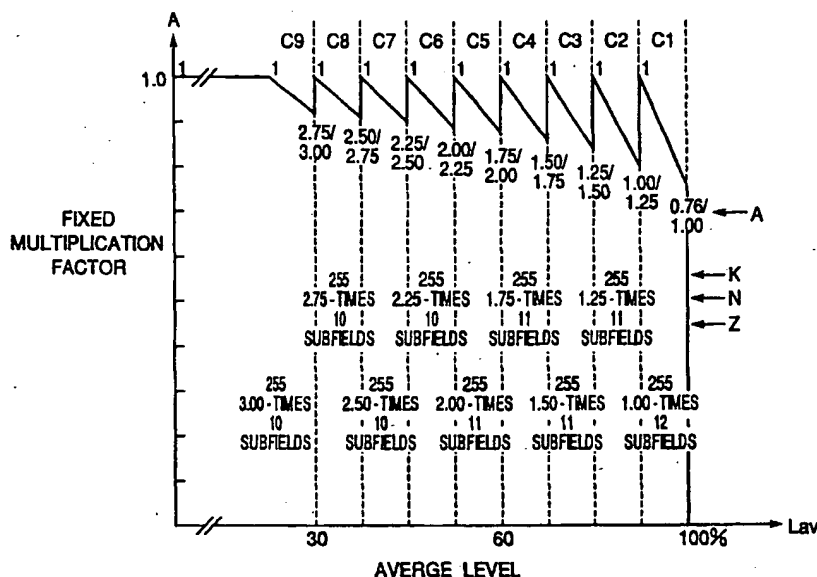 A
C9 C8 C7 C6 C5 C4 C3 C2 C1
1 1 1 1 1 1 1 1 1 1
1.0
2.75/
3.00
2.50/
2.75
2.25/
2.50
2.00/
2.25
1.75/
2.00
1.50/
1.75
1.25/
1.50
1.00/
1.25
0.76/
1.00
A
FIXED
MULTIPLICATION
FACTOR
K
N
Z
255
2.75-TIMES
10
SUBFIELDS
255
2.25-TIMES
10
SUBFIELDS
255
1.75-TIMES
11
SUBFIELDS
255
1.25-TIMES
11
SUBFIELDS
255
3.00-TIMES
10
SUBFIELDS
255
2.50-TIMES
10
SUBFIELDS
255
2.00-TIMES
11
SUBFIELDS
255
1.50-TIMES
11
SUBFIELDS
255
1.00-TIMES
12
SUBFIELDS
30 60 100%
Lav
AVERGE LEVEL